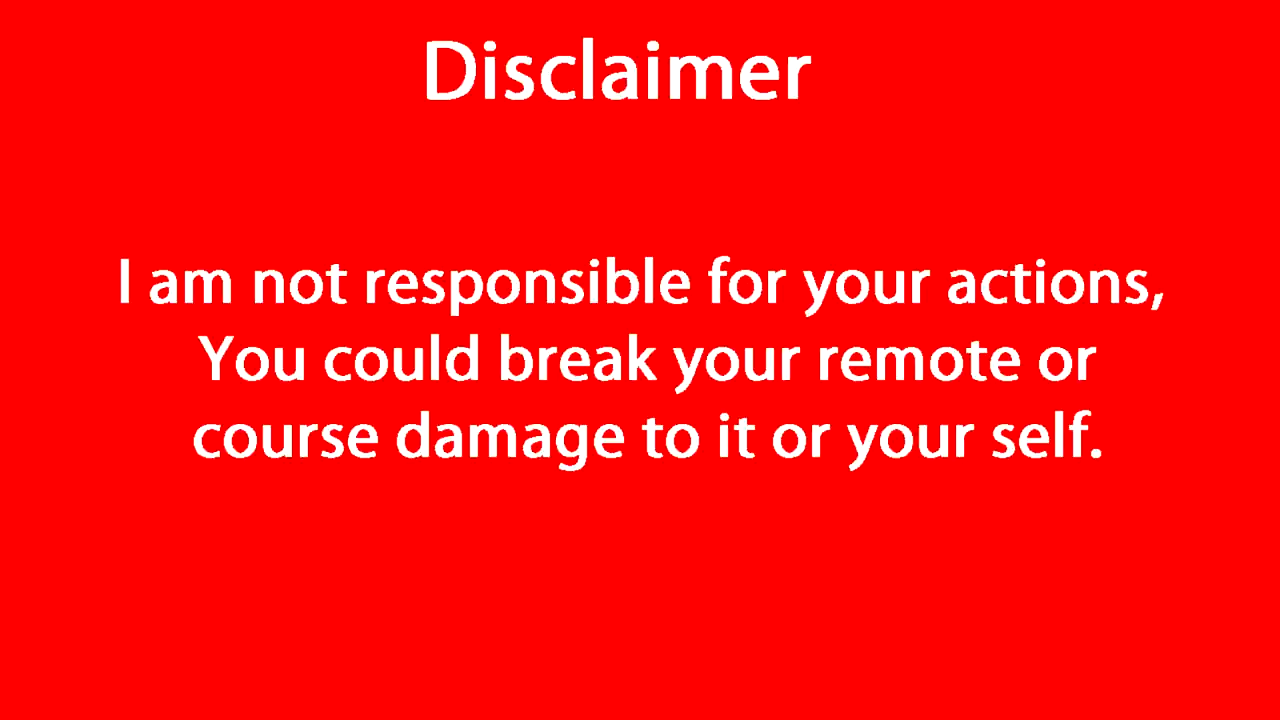 Disclaimer
I am not responsible for your actions,
You could break your remote or
course damage to it or your self.